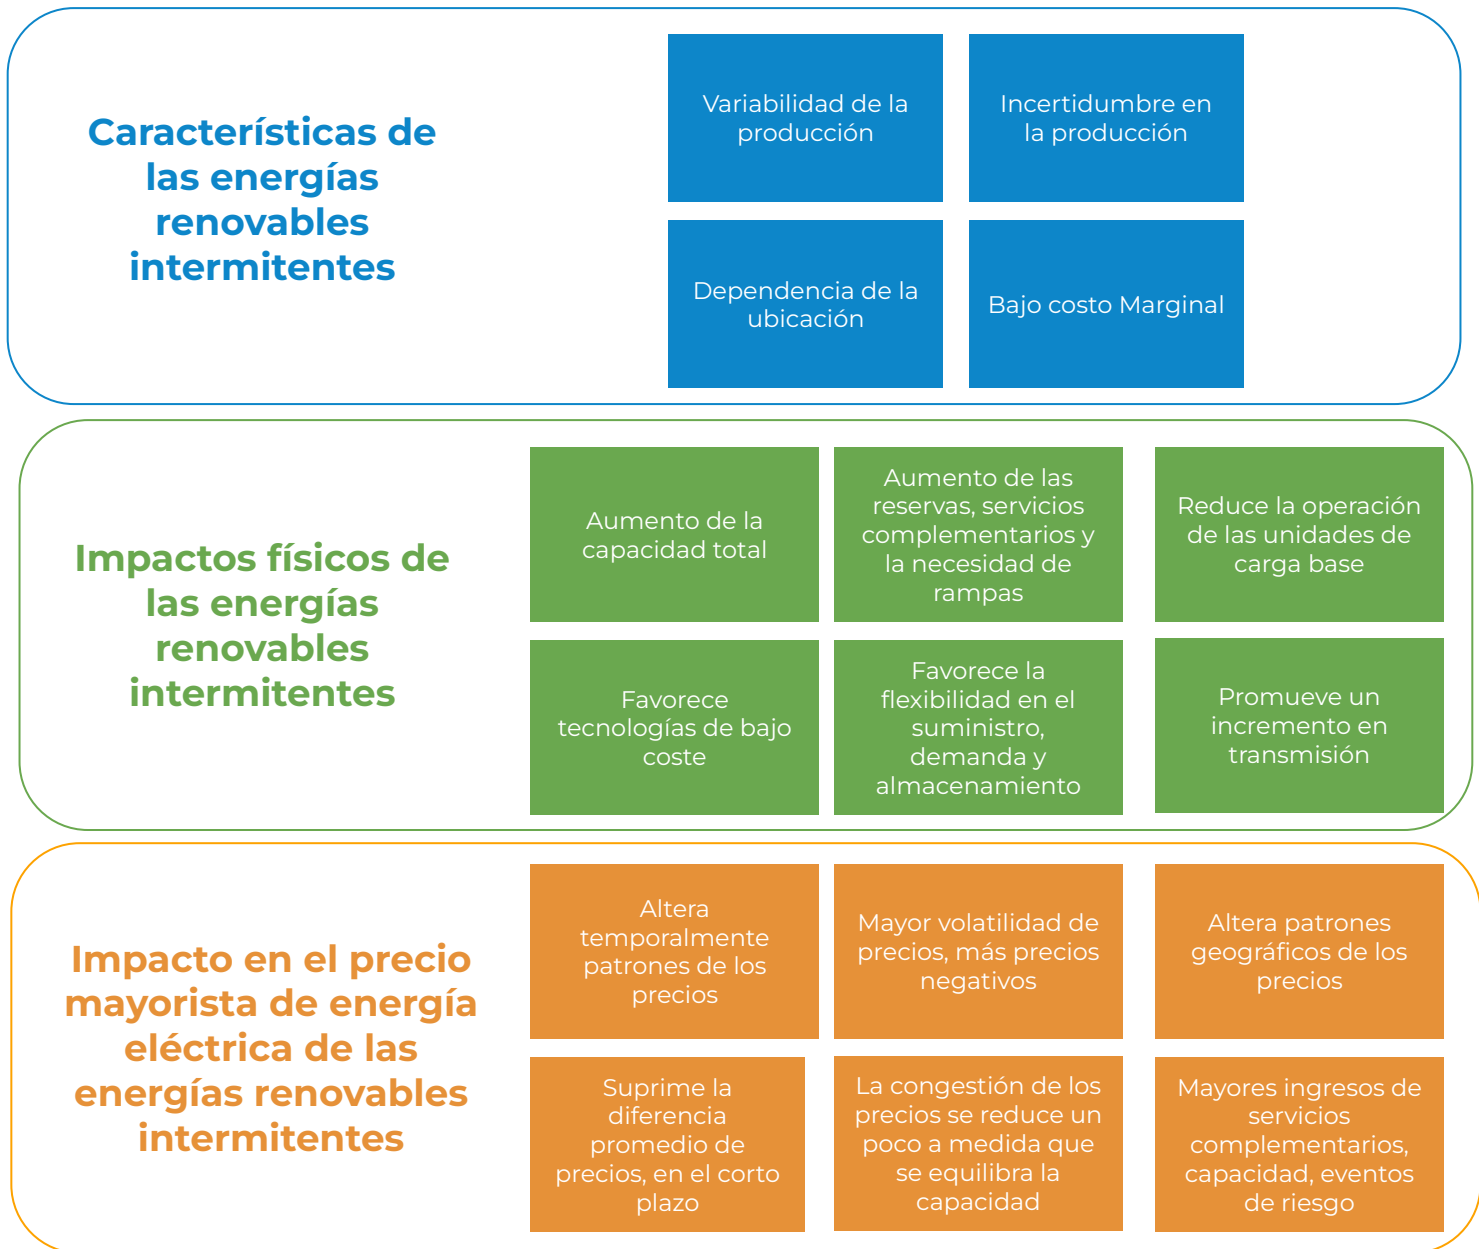 Características de
las energías
renovables
intermitentes
Variabilidad de la
producción
Incertidumbre en
la producción
Dependencia de la
ubicación
Bajo costo Marginal
Impactos físicos de
las energías
renovables
intermitentes
Aumento de la
capacidad total
Aumento de las
reservas, servicios
complementarios y
la necesidad de
rampas
Reduce la operación
de las unidades de
carga base
Favorece
tecnologías de bajo
coste
Favorece la
flexibilidad en el
suministro,
demanda y
almacenamiento
Promueve un
incremento en
transmisión
Impacto en el precio
mayorista de energía
eléctrica de las
energías renovables
intermitentes
Altera
temporalmente
patrones de los
precios
Mayor volatilidad de
precios, más precios
negativos
Altera patrones
geográficos de los
precios
Suprime la
diferencia
promedio de
precios, en el corto
plazo
La congestión de los
precios se reduce un
poco a medida que
se equilibra la
capacidad
Mayores ingresos de
servicios
complementarios,
capacidad, eventos
de riesgo